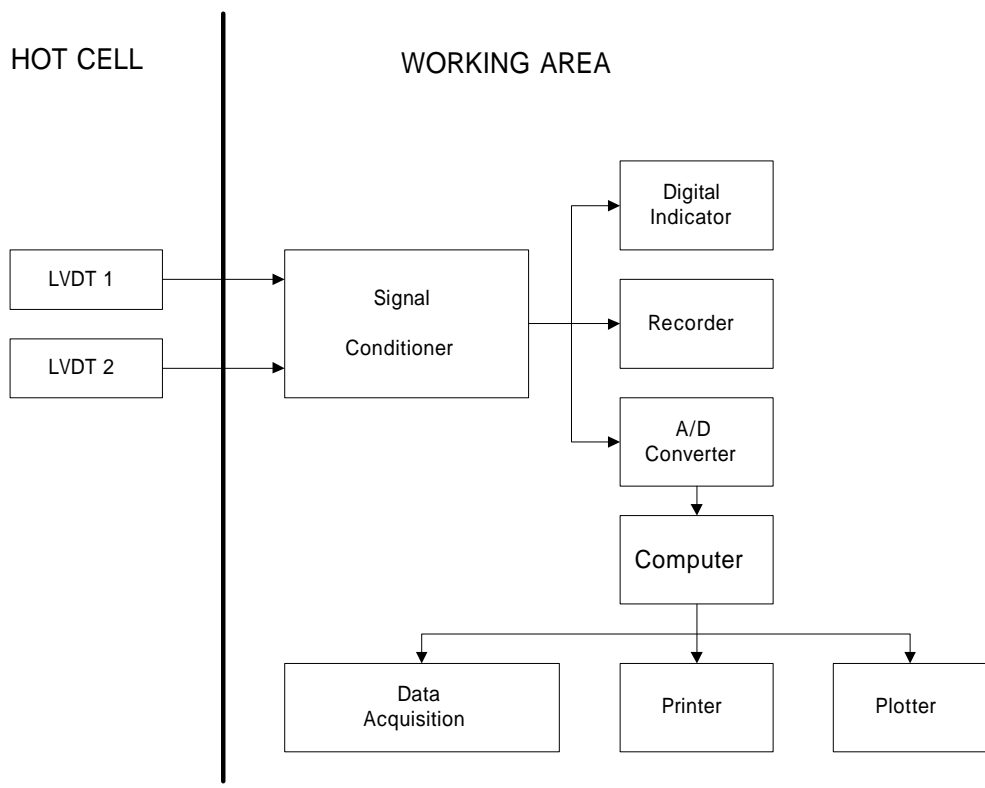 HOT CELL
WORKING AREA
Digital
Indicator
LVDT 1
Signal
Conditioner
Recorder
LVDT 2
A/D
Converter
Computer
Data
Acquisition
Printer
Plotter